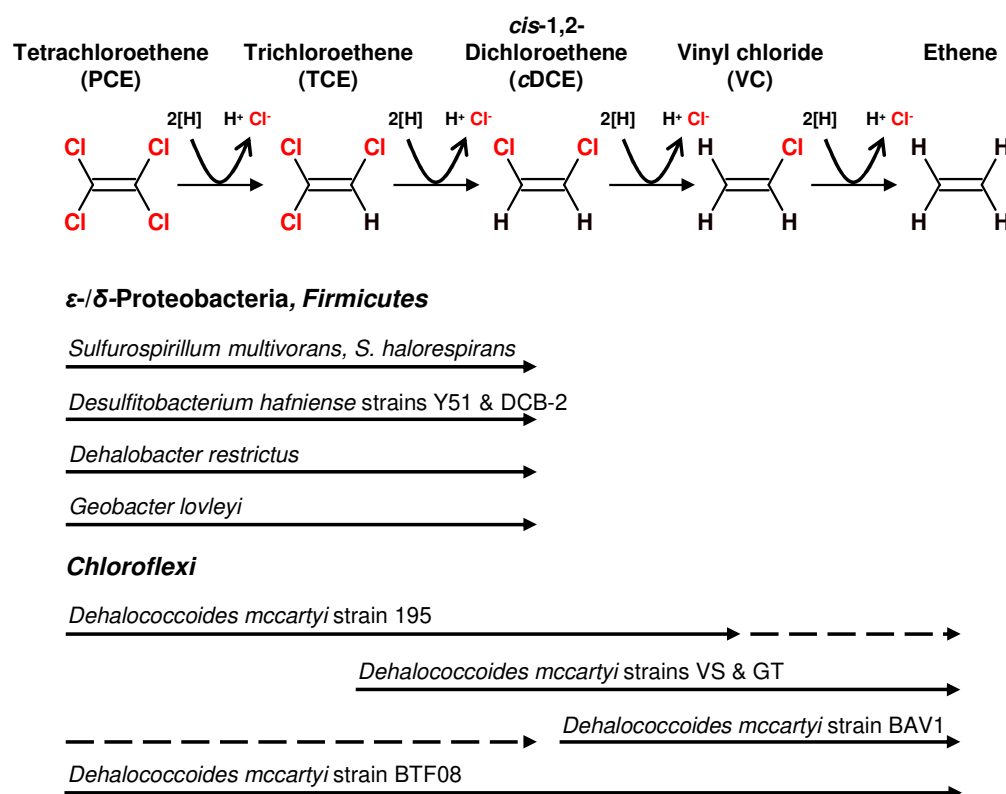 cis-1,2-
Tetrachloroethene Trichloroethene Dichloroethene Vinyl chloride Ethene
(PCE) (TCE) (cDCE) (VC)
2[H] H+ Cl- 2[H] H+ Cl- 2[H] H+ Cl- 2[H] H+ Cl-
Cl Cl Cl Cl Cl Cl H Cl H H
Cl Cl Cl H H H H H H H
ε-/δ-Proteobacteria, Firmicutes
Sulfurospirillum multivorans, S. halorespirans
Desulfitobacterium hafniense strains Y51 & DCB-2
Dehalobacter restrictus
Geobacter lovleyi
Chloroflexi
Dehalococcoides mccartyi strain 195
Dehalococcoides mccartyi strains VS & GT
Dehalococcoides mccartyi strain BAV1
Dehalococcoides mccartyi strain BTF08